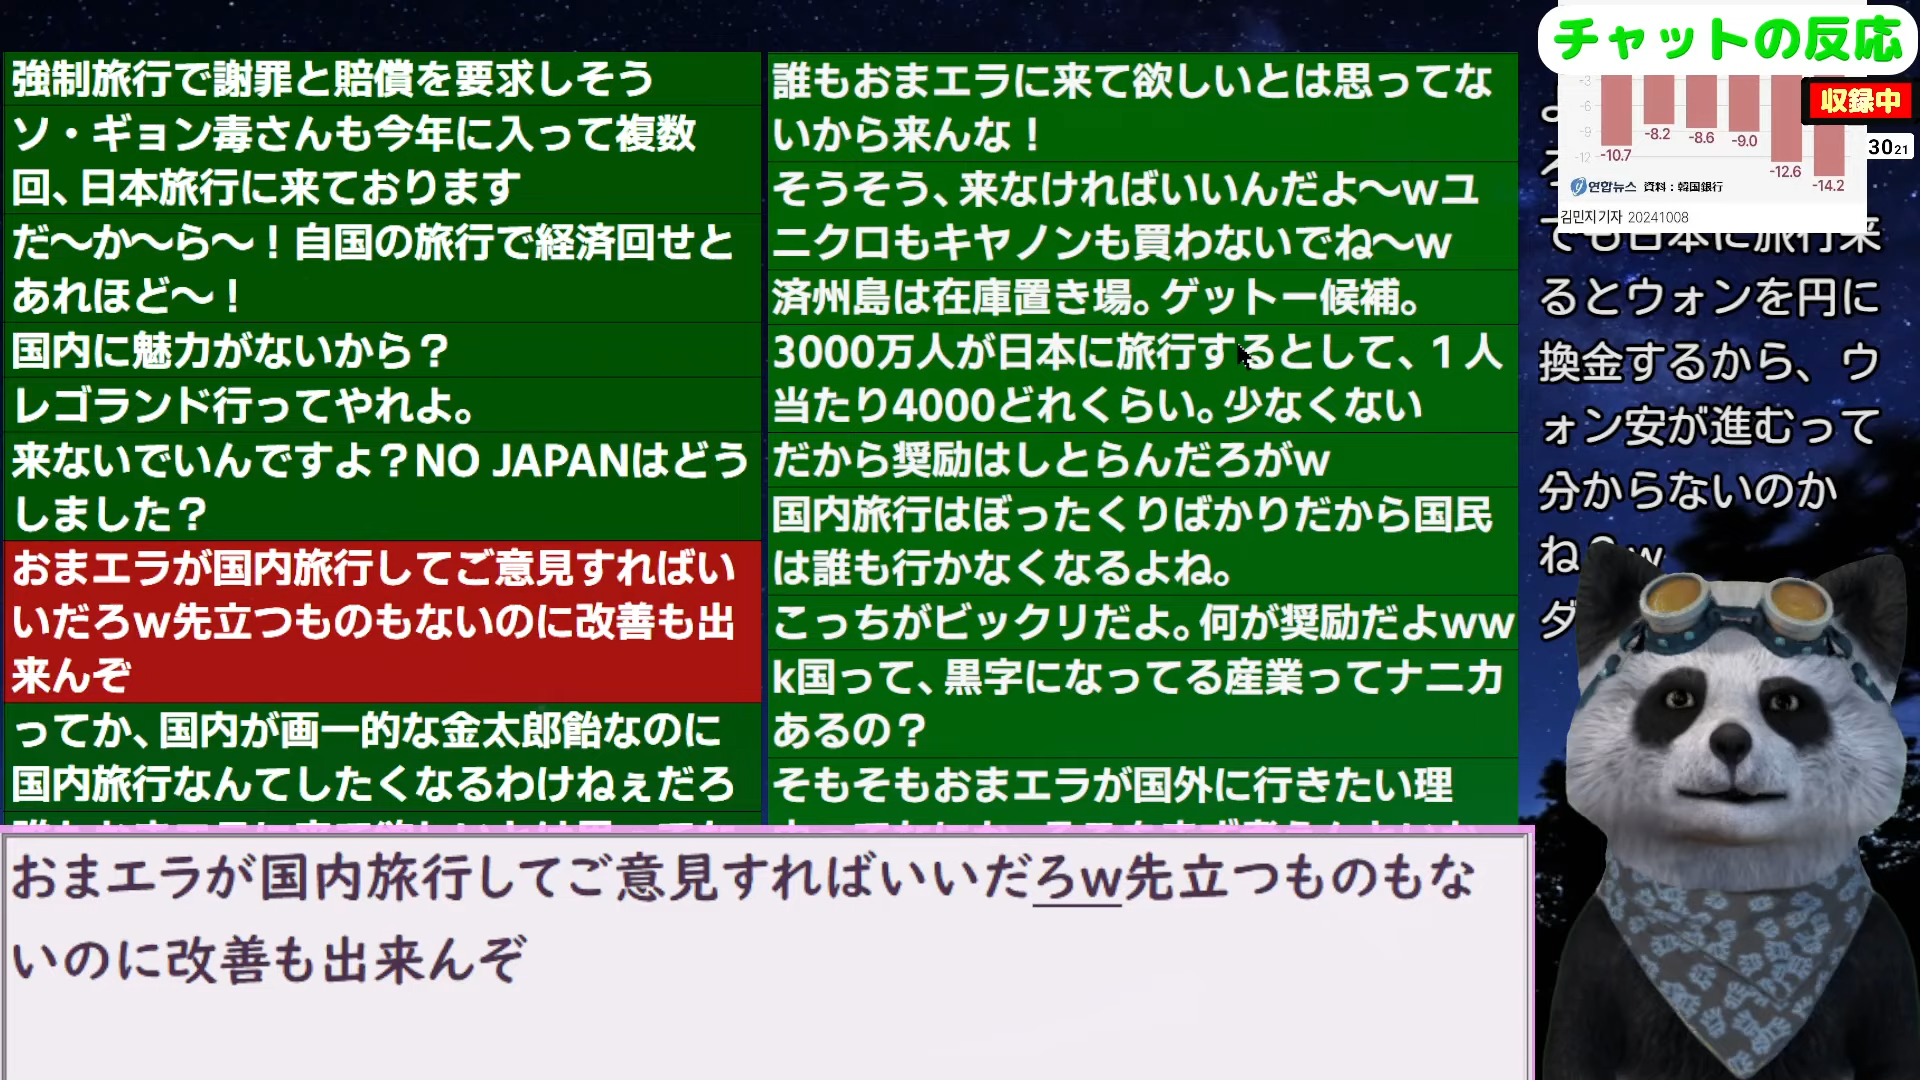 強制旅行で謝罪と賠償を要求しそう
ソ・ギョン毒さんも今年に入って複数
回、日本旅行に来ております
だ〜か〜ら〜！自国の旅行で経済回せと
あれほど〜！
国内に魅力がないから？
レゴランド行ってやれよ。
来ないでいんですよ？NO JAPANはどう
しました？
おまエラが国内旅行してご意見すればい
いだろw先立つものもないのに改善も出
来んぞ
ってか、国内が画一的な金太郎飴なのに
国内旅行なんてしたくなるわけねぇだろ
誰もおまエラに来て欲しいとは思ってな
いから来んな！
そうそう、来なければいいんだよ〜wユ
ニクロもキヤノンも買わないでね〜w
済州島は在庫置き場。ゲットー候補。
3000万人が日本に旅行するとして、１人
当たり4000どれくらい。少なくない
だから奨励はしとらんだろがw
国内旅行はぼったくりばかりだから国民
は誰も行かなくなるよね。
こっちがビックリだよ。何が奨励だよww
k国って、黒字になってる産業ってナニカ
あるの？
そもそもおまエラが国外に行きたい理
チャットの反応
収録中
3021
-3
-6
-9
-12
-10.7
-8.2
-8.6
-9.0
-12.6
-14.2
連合ニュース 資料：韓国銀行
김민지 기자 20241008
でも日本に旅行来
るとウォンを円に
換金するから、ウ
ォン安が進むって
分からないのか
ね？w
おまエラが国内旅行してご意見すればいいだろw先立つものもな
いのに改善も出来んぞ